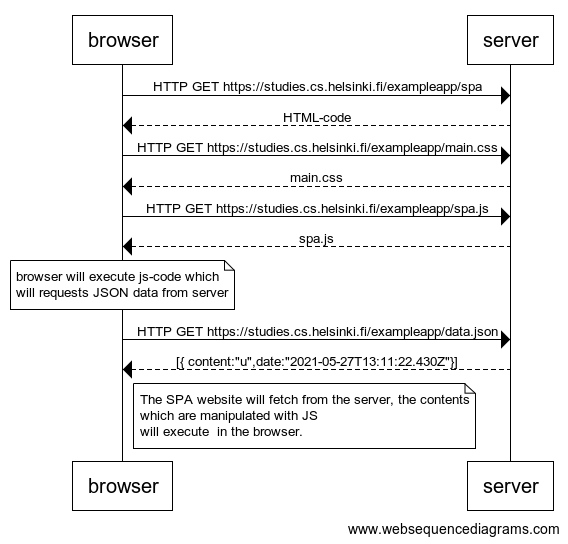 browser
server
HTTP GET https://studies.cs.helsinki.fi/exampleapp/spa
HTML-code
HTTP GET https://studies.cs.helsinki.fi/exampleapp/main.css
main.css
HTTP GET https://studies.cs.helsinki.fi/exampleapp/spa.js
spa.js
browser will execute js-code which
will requests JSON data from server
HTTP GET https://studies.cs.helsinki.fi/exampleapp/data.json
[{ content:"u",date:"2021-05-27T13:11:22.430Z"}]
The SPA website will fetch from the server, the contents
which are manipulated with JS
will execute  in the browser.
browser
server
www.websequencediagrams.com